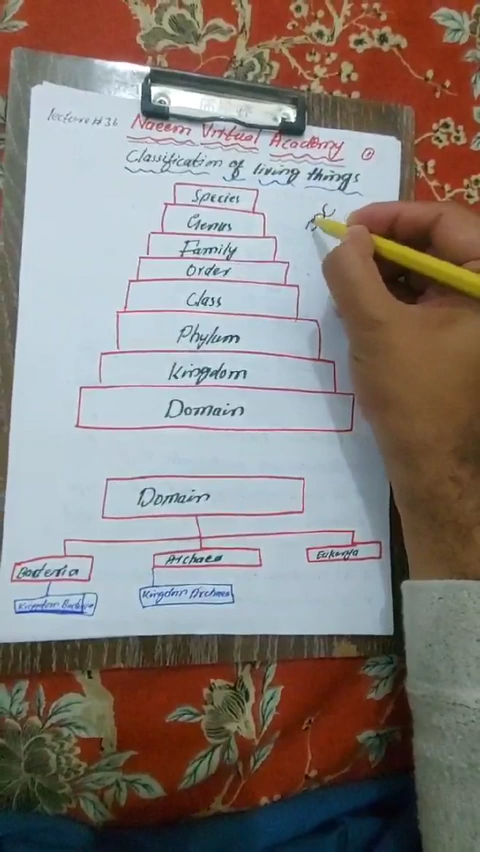 lecture #36
Naeem Virtual Academy
Classification of living things
Species
Genus
Family
Order
Class
Phylum
Kingdom
Domain
Domain
Bacteria
Archaea
Eukarya
Kingdom Bacteria
Kingdom Archaea